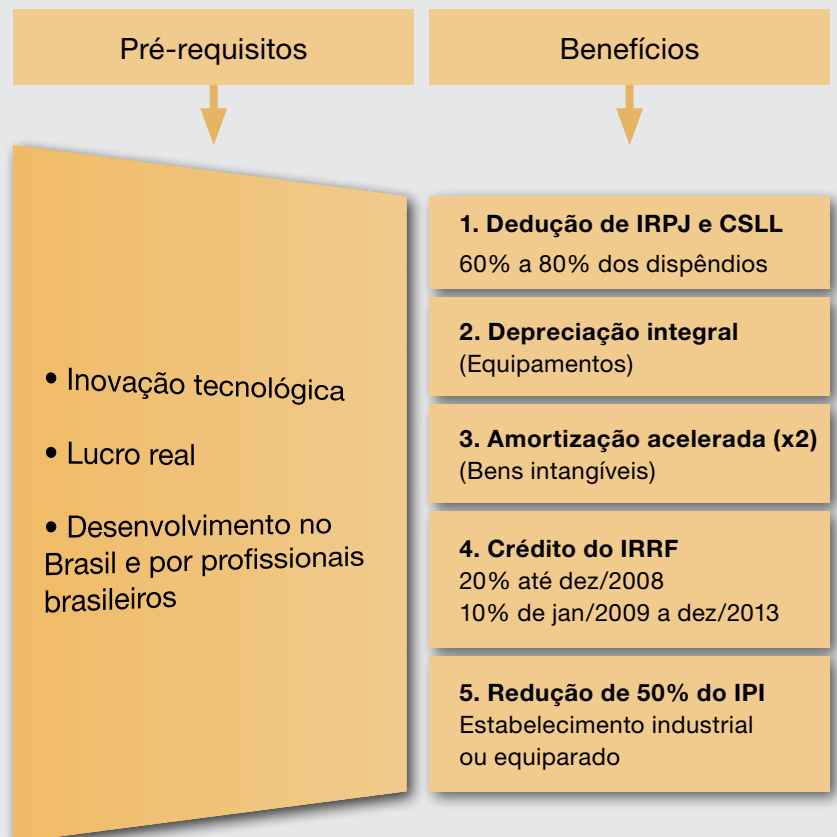 Pré-requisitos
• Inovação tecnológica
• Lucro real
• Desenvolvimento no
Brasil e por profissionais
brasileiros
Benefícios
1. Dedução de IRPJ e CSLL
60% a 80% dos dispêndios
2. Depreciação integral
(Equipamentos)
3. Amortização acelerada (x2)
(Bens intangíveis)
4. Crédito do IRRF
20% até dez/2008
10% de jan/2009 a dez/2013
5. Redução de 50% do IPI
Estabelecimento industrial
ou equiparado